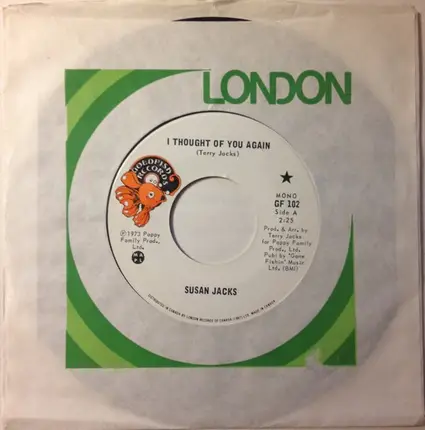 LONDON
I THOUGHT OF YOU AGAIN
(Terry Jacks)
GOLDFISH
RECORDS
MONO
GF 102
Side A
2-25
Prod. & Arr. by
Terry Jacks
for Poppy Family
Prod., Ltd.
Pub: by "Gone
Fishin' Music
Ltd. (BMI)
℗1973 Poppy
Family Prod.,
Ltd.
SUSAN JACKS